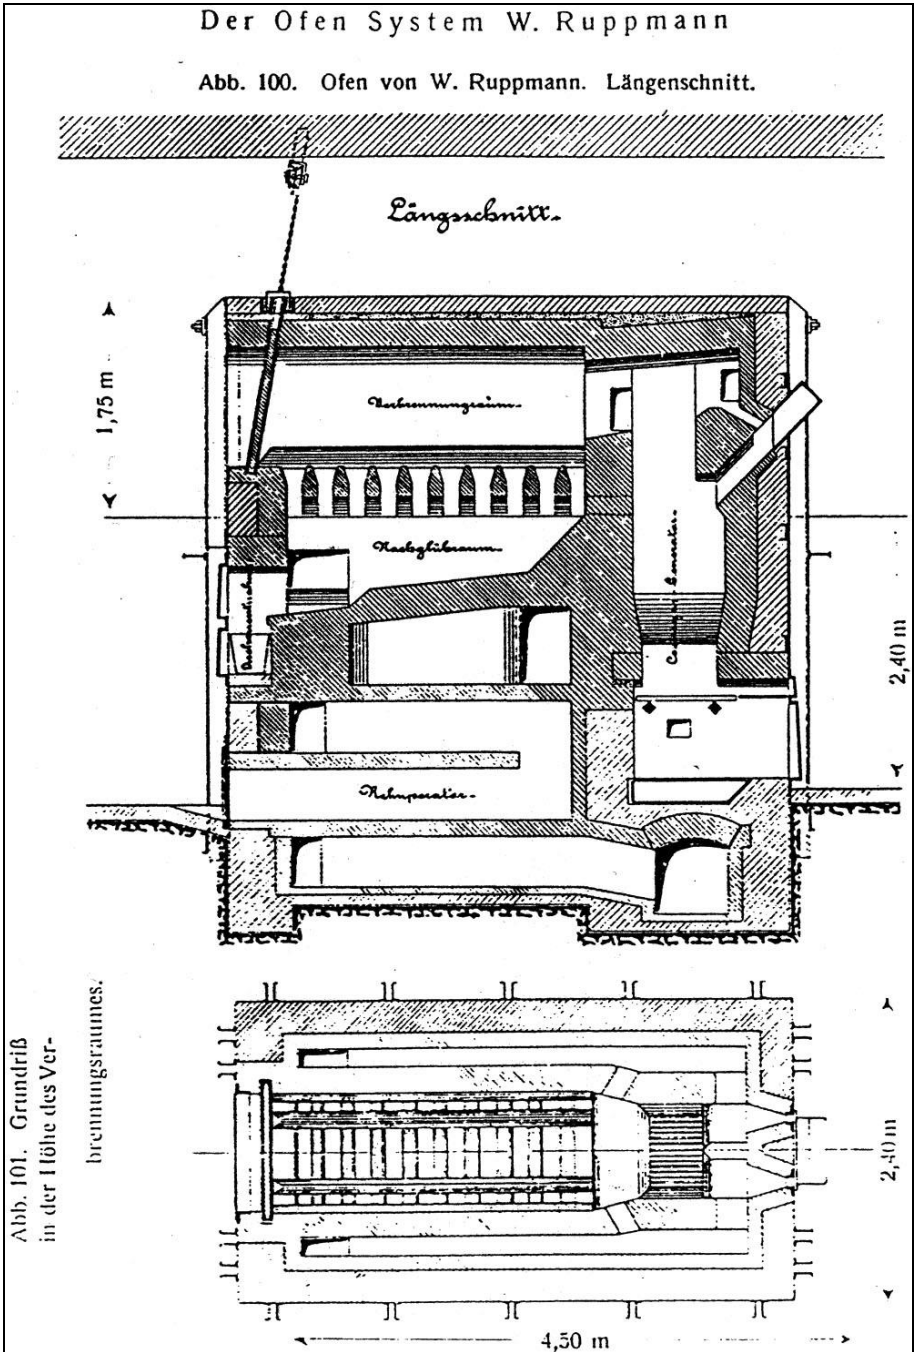 Der Ofen System W. Ruppmann
Abb. 100. Ofen von W. Ruppmann. Längenschnitt.
Längsschnitt.
1,75 m
Verbrennungsraum.
Nachglühraum.
Generator.
2,40 m
Rekuperator.
Abb. 101. Grundriß
in der Höhe des Ver-
brennungsraumes.
2,40 m
4,50 m